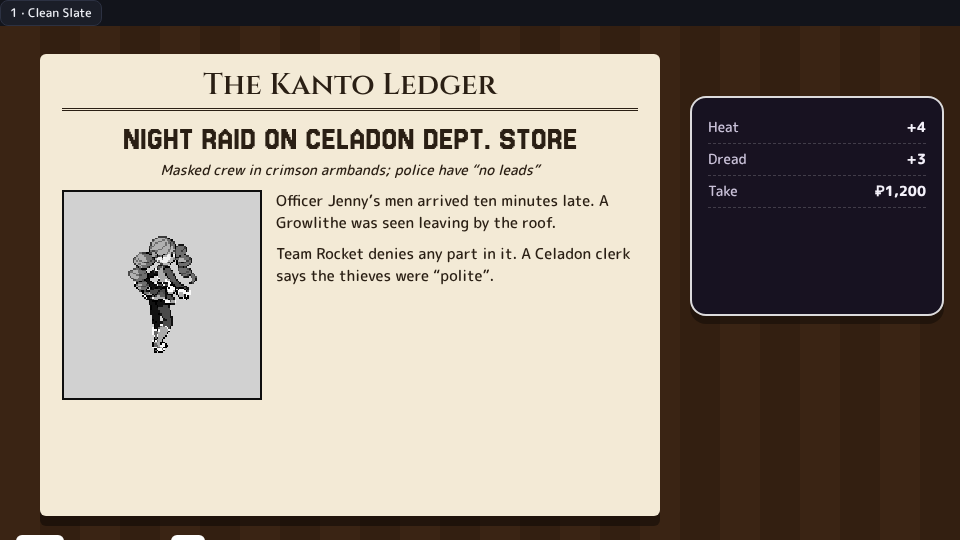 1 · Clean Slate
The Kanto Ledger
NIGHT RAID ON CELADON DEPT. STORE
Masked crew in crimson armbands; police have “no leads”
Officer Jenny’s men arrived ten minutes late. A
Growlithe was seen leaving by the roof.
Team Rocket denies any part in it. A Celadon clerk
says the thieves were “polite”.
Heat +4
Dread +3
Take ₽1,200